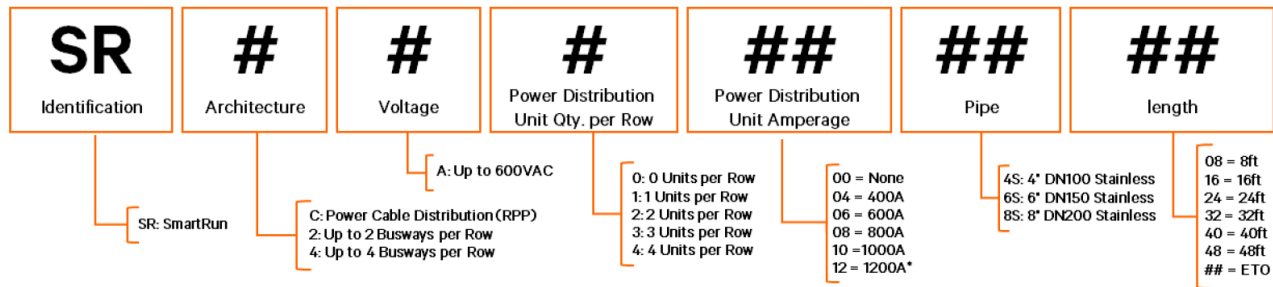 SR
Identification
#
Architecture
#
Voltage
#
Power Distribution
Unit Qty. per Row
##
Power Distribution
Unit Amperage
##
Pipe
##
length
SR: SmartRun
C: Power Cable Distribution (RPP)
2: Up to 2 Busways per Row
4: Up to 4 Busways per Row
A: Up to 600VAC
0: 0 Units per Row
1: 1 Units per Row
2: 2 Units per Row
3: 3 Units per Row
4: 4 Units per Row
00 = None
04 = 400A
06 = 600A
08 = 800A
10 =1000A
12 = 1200A*
4S: 4" DN100 Stainless
6S: 6" DN150 Stainless
8S: 8" DN200 Stainless
08 = 8ft
16 = 16ft
24 = 24ft
32 = 32ft
40 = 40ft
48 = 48ft
## = ETO